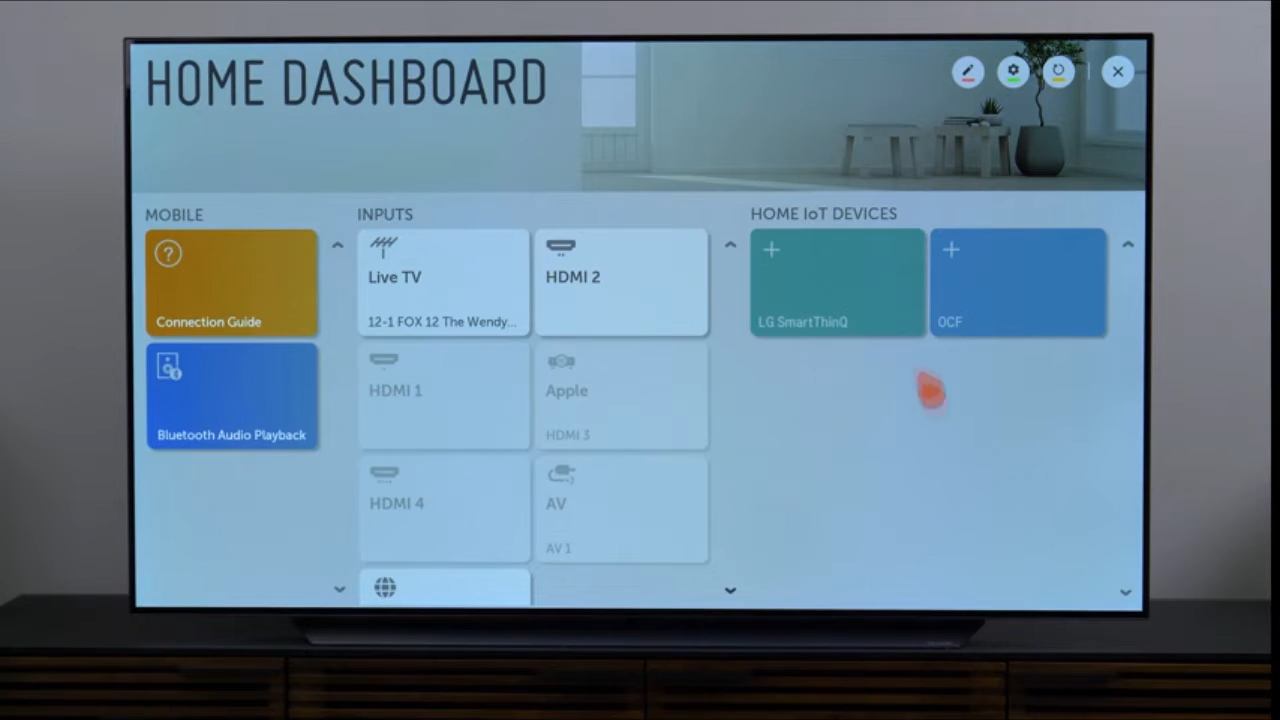 HOME DASHBOARD
MOBILE
?
Connection Guide
Bluetooth Audio Playback
INPUTS
Live TV
12-1 FOX 12 The Wendy...
HDMI 2
HDMI 1
Apple
HDMI 3
HDMI 4
AV
AV 1
HOME IoT DEVICES
LG SmartThinQ
OCF